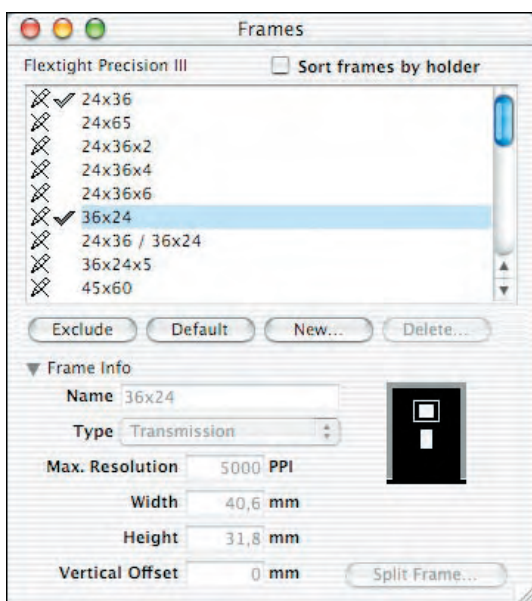 Frames
Flextight Precision III Sort frames by holder
24x36
24x65
24x36x2
24x36x4
24x36x6
36x24
24x36 / 36x24
36x24x5
45x60
Exclude Default New... Delete...
Frame Info
Name 36x24
Type Transmission
Max. Resolution 5000 PPI
Width 40,6 mm
Height 31,8 mm
Vertical Offset 0 mm Split Frame...